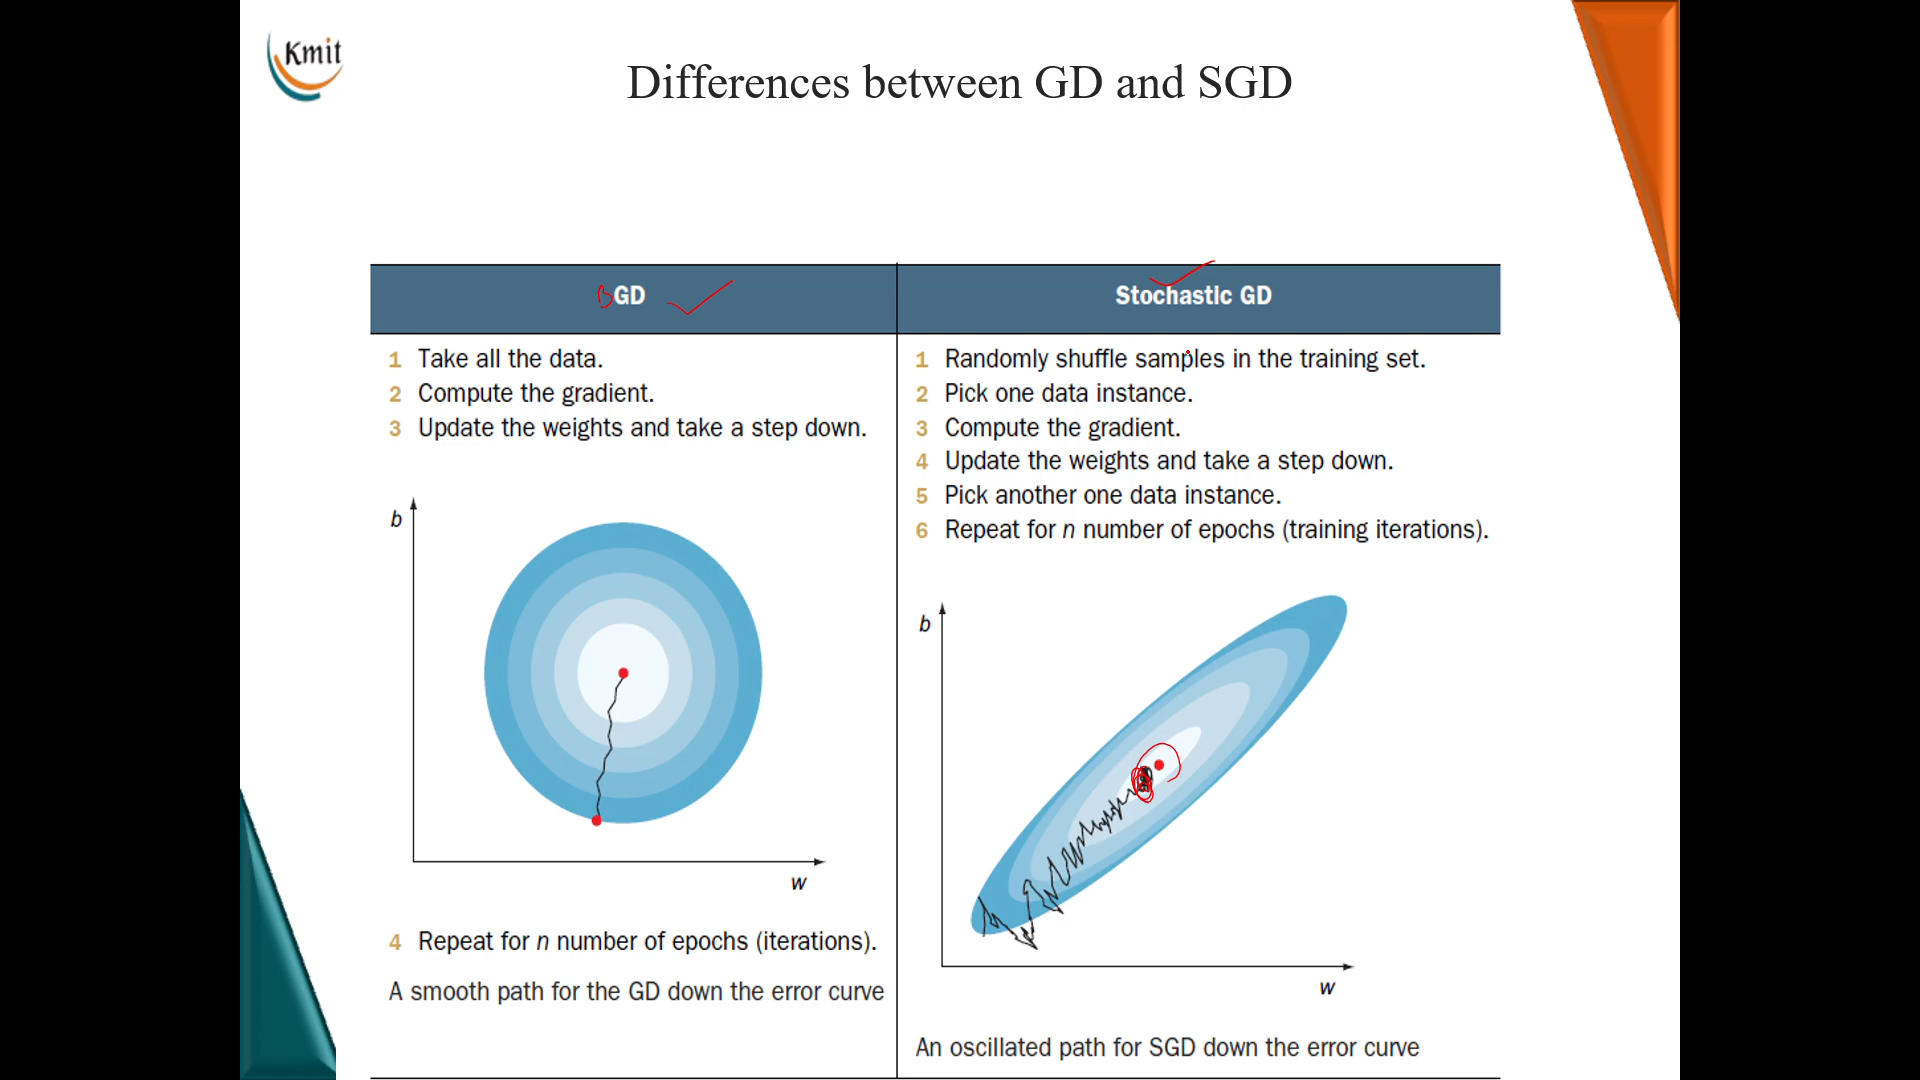 Kmit
Differences between GD and SGD
BGD
Stochastic GD
1 Take all the data.
2 Compute the gradient.
3 Update the weights and take a step down.
b
w
4 Repeat for n number of epochs (iterations).
A smooth path for the GD down the error curve
1 Randomly shuffle samples in the training set.
2 Pick one data instance.
3 Compute the gradient.
4 Update the weights and take a step down.
5 Pick another one data instance.
6 Repeat for n number of epochs (training iterations).
b
w
An oscillated path for SGD down the error curve